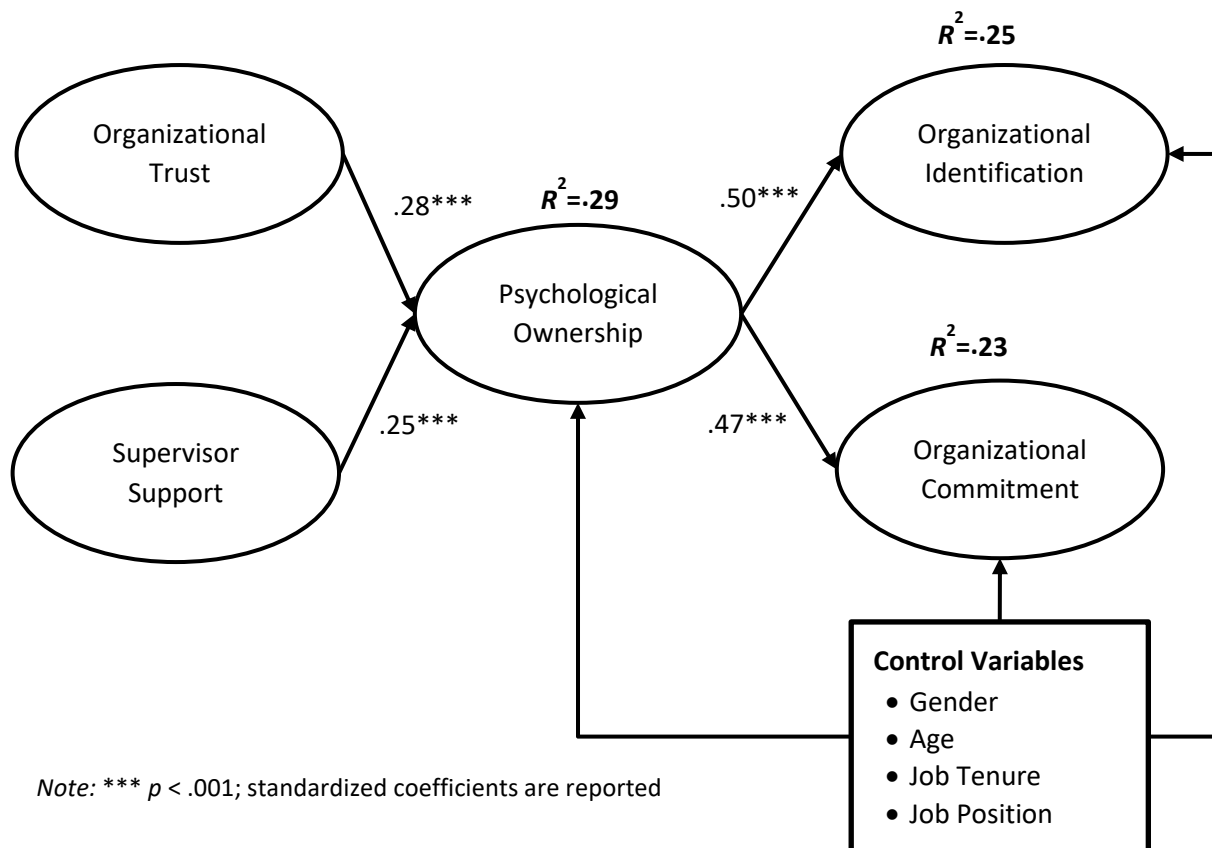 R²=.25
Organizational
Trust
Organizational
Identification
.28***
R²=.29
.50***
Psychological
Ownership
R²=.23
.25***
.47***
Supervisor
Support
Organizational
Commitment
Control Variables
• Gender
• Age
• Job Tenure
• Job Position
Note: *** p < .001; standardized coefficients are reported